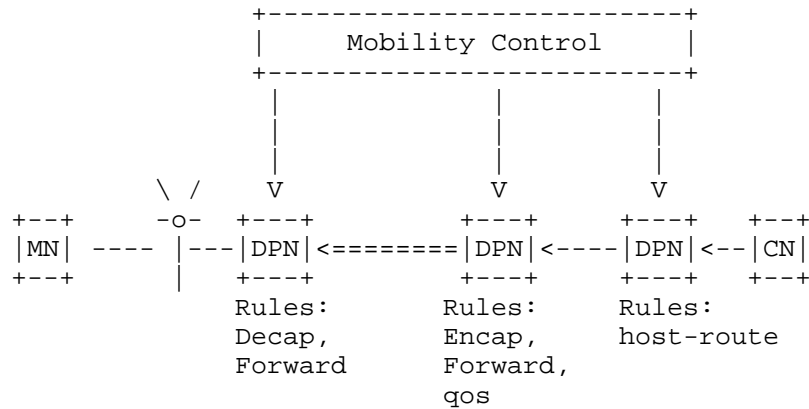 Mobility Control
V V V
\ / -o-
MN ---- |---|DPN|<========|DPN|<----|DPN|<--|CN|
Rules: Rules: Rules:
Decap, Encap, host-route
Forward Forward,
qos